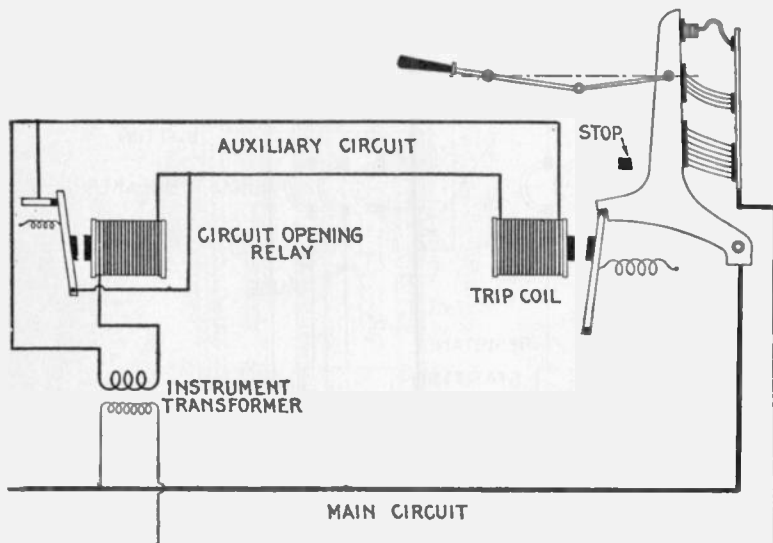 AUXILIARY CIRCUIT
STOP
CIRCUIT OPENING
RELAY
TRIP COIL
INSTRUMENT
TRANSFORMER
MAIN CIRCUIT